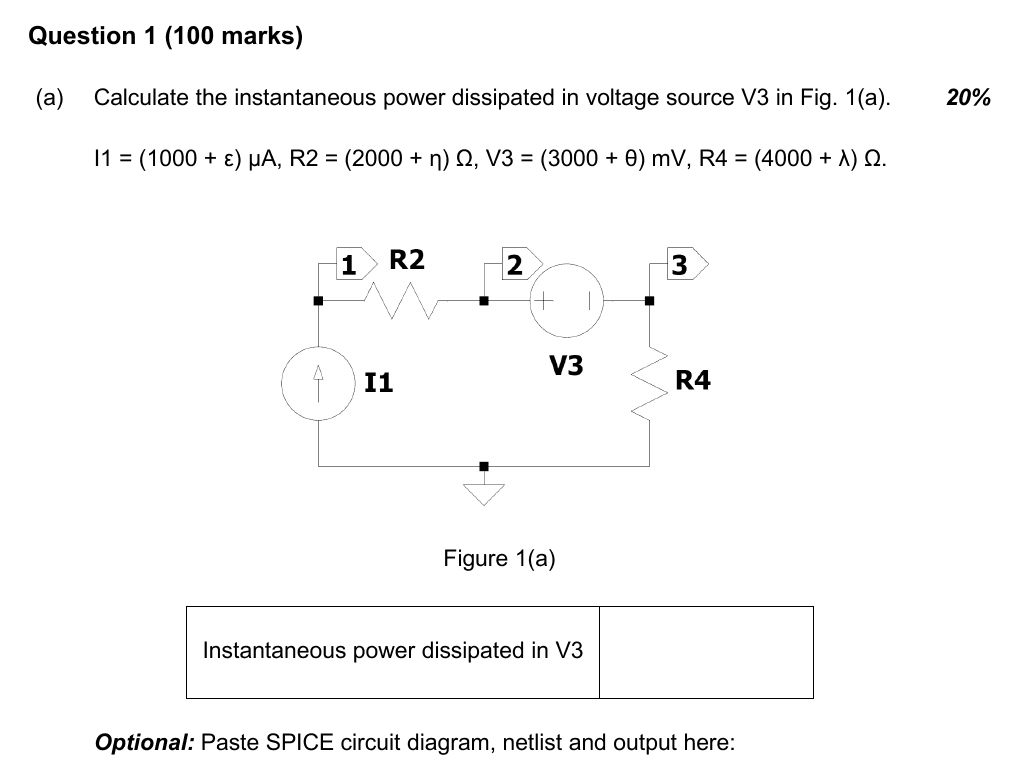 Question 1 (100 marks)
(a) Calculate the instantaneous power dissipated in voltage source V3 in Fig. 1(a). 20%
I1 = (1000 + ε) μA, R2 = (2000 + η) Ω, V3 = (3000 + θ) mV, R4 = (4000 + λ) Ω.
1 R2 2 3
+
V3
I1 R4
Figure 1(a)
Instantaneous power dissipated in V3
Optional: Paste SPICE circuit diagram, netlist and output here: